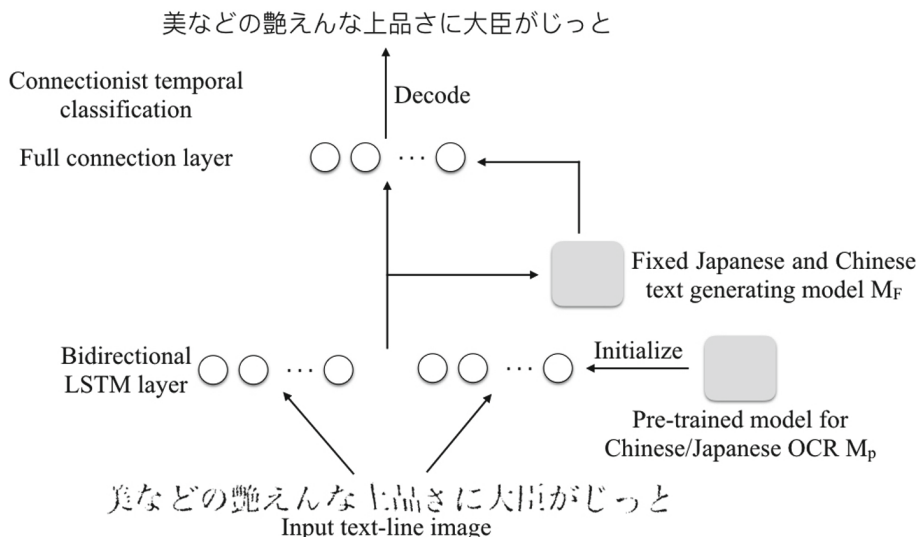 美などの艶えんな上品さに大臣がじっと
Connectionist temporal
classification
Decode
Full connection layer
...
Fixed Japanese and Chinese
text generating model M_F
Bidirectional
LSTM layer
...
...
Initialize
Pre-trained model for
Chinese/Japanese OCR M_p
美などの艶えんな上品さに大臣がじっと
Input text-line image